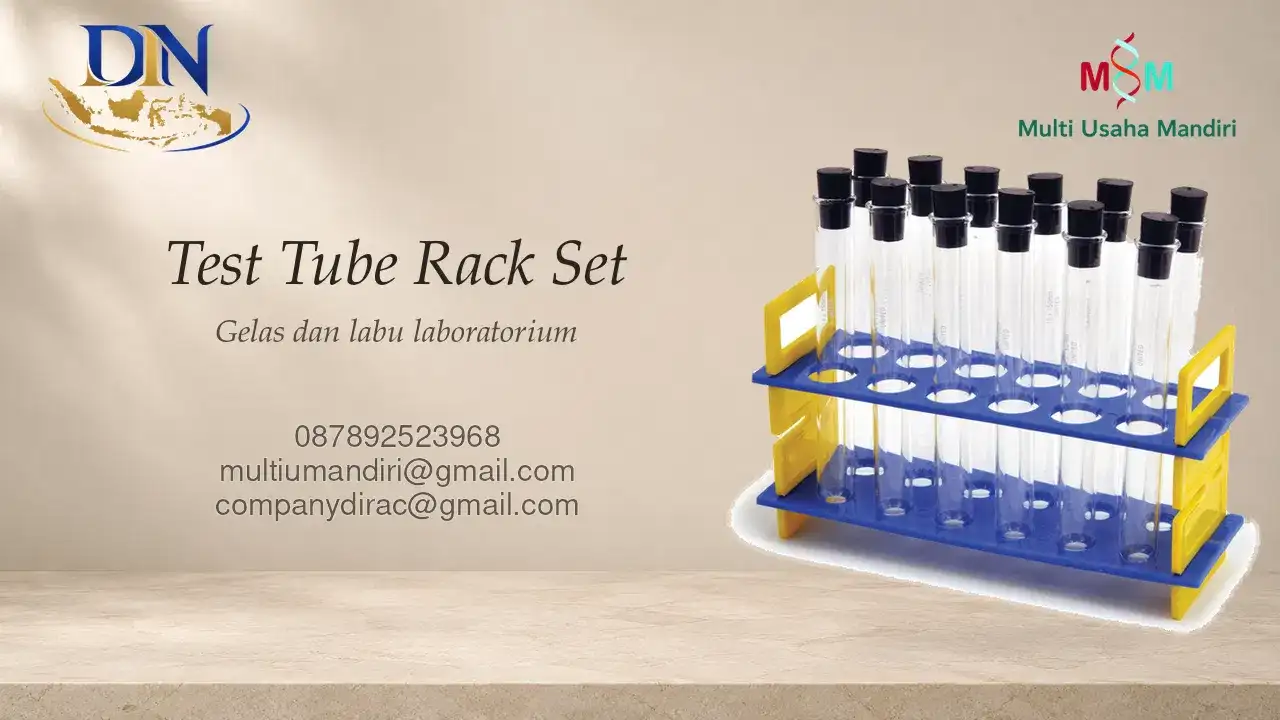 DN
M M
Multi Usaha Mandiri
Test Tube Rack Set
Gelas dan labu laboratorium
087892523968
multiumandiri@gmail.com
companydirac@gmail.com